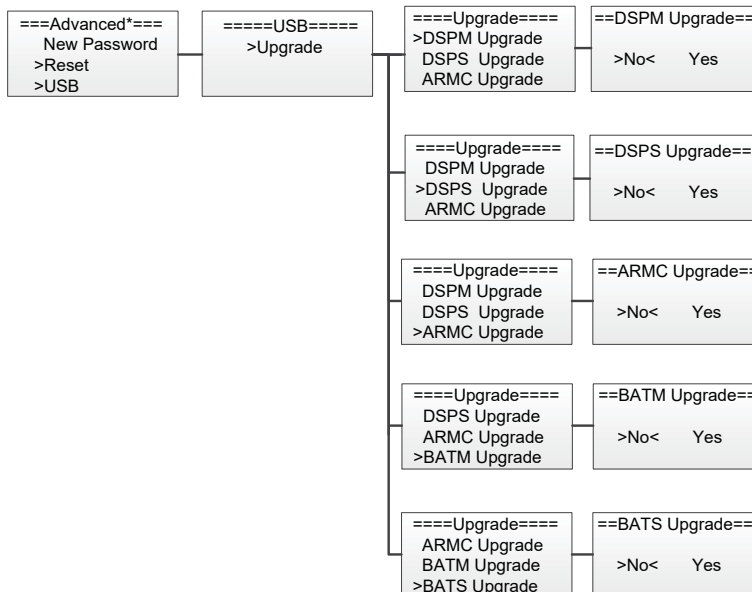 ===Advanced*===
New Password
>Reset
>USB
=====USB=====
>Upgrade
====Upgrade====
>DSPM Upgrade
DSPS Upgrade
ARMC Upgrade
==DSPM Upgrade==
>No< Yes
====Upgrade====
DSPM Upgrade
>DSPS Upgrade
ARMC Upgrade
==DSPS Upgrade==
>No< Yes
====Upgrade====
DSPM Upgrade
DSPS Upgrade
>ARMC Upgrade
==ARMC Upgrade==
>No< Yes
====Upgrade====
DSPS Upgrade
ARMC Upgrade
>BATM Upgrade
==BATM Upgrade==
>No< Yes
====Upgrade====
ARMC Upgrade
BATM Upgrade
>BATS Upgrade
==BATS Upgrade==
>No< Yes